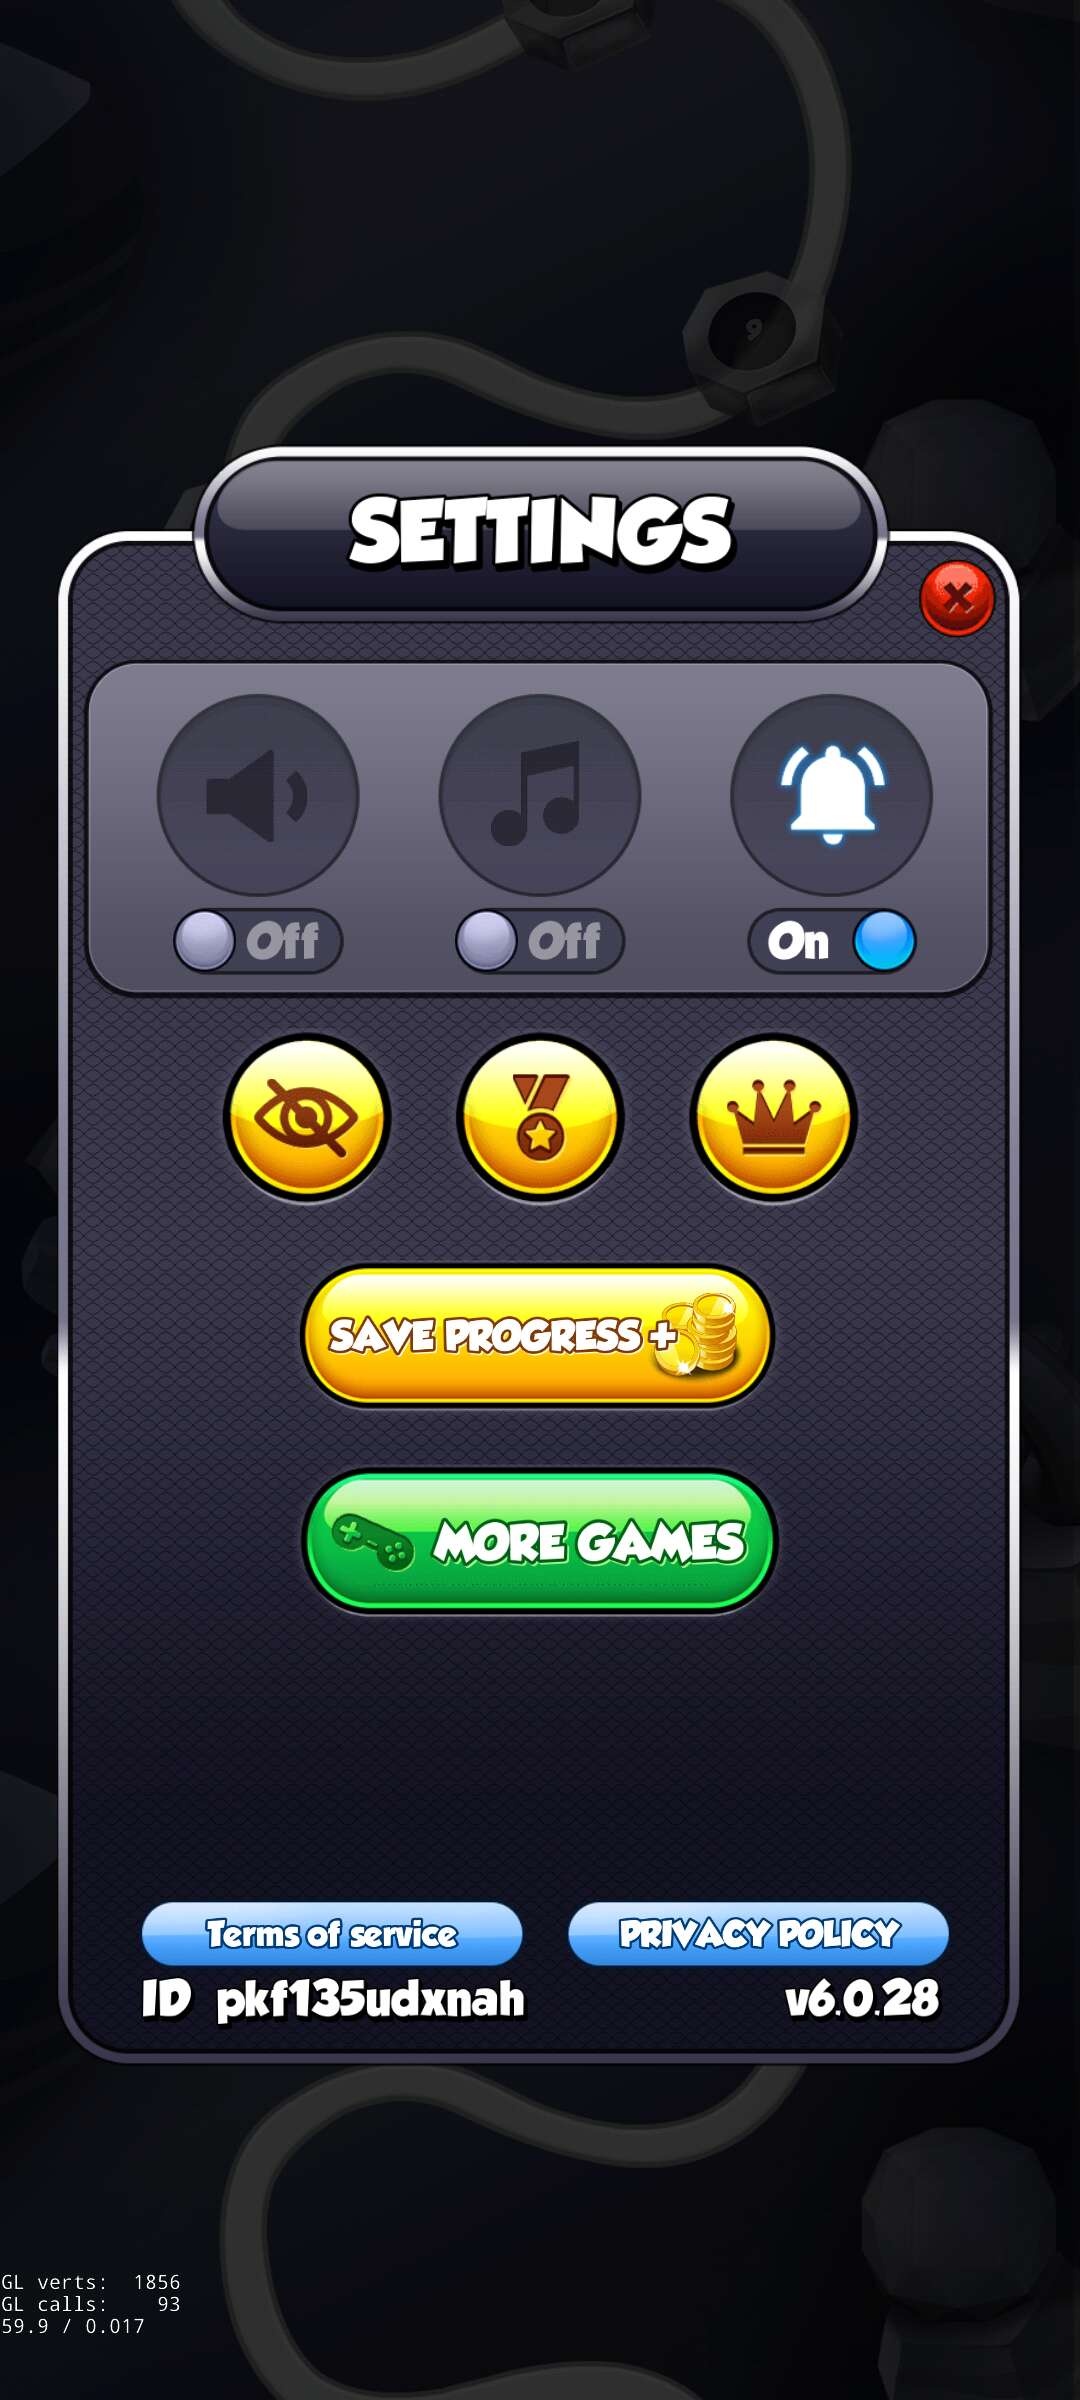 9
SETTINGS
Off Off On
SAVE PROGRESS +
MORE GAMES
Terms of service PRIVACY POLICY
ID pkf135udxnah v6.0.28
GL verts: 1856
GL calls: 93
59.9 / 0.017